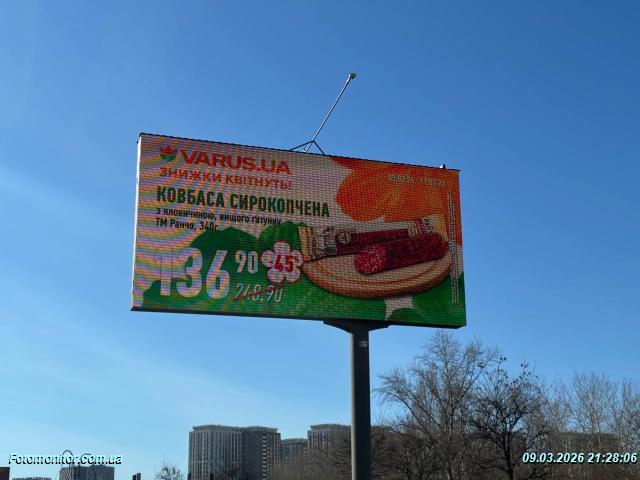 VARUS.UA
ЗНИЖКИ КВІТНУТЬ!
КОВБАСА СИРОКОПЧЕНА
з яловичиною, вищого ґатунку
ТМ Ранчо, 340г
136 90
-45%
248.90
Fotomonitor.Com.ua
09.03.2026 21:28:06